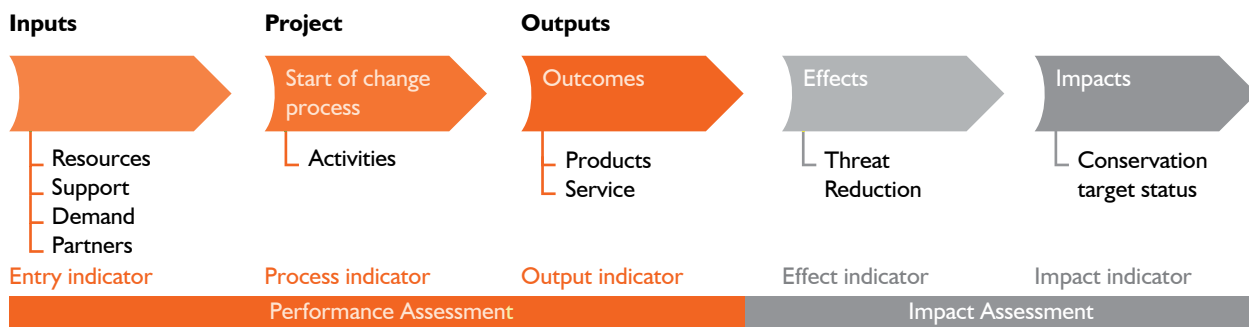 Inputs
Project
Outputs
Start of change
process
Outcomes
Effects
Impacts
Resources
Support
Demand
Partners
Activities
Products
Service
Threat
Reduction
Conservation
target status
Entry indicator
Process indicator
Output indicator
Effect indicator
Impact indicator
Performance Assessment
Impact Assessment